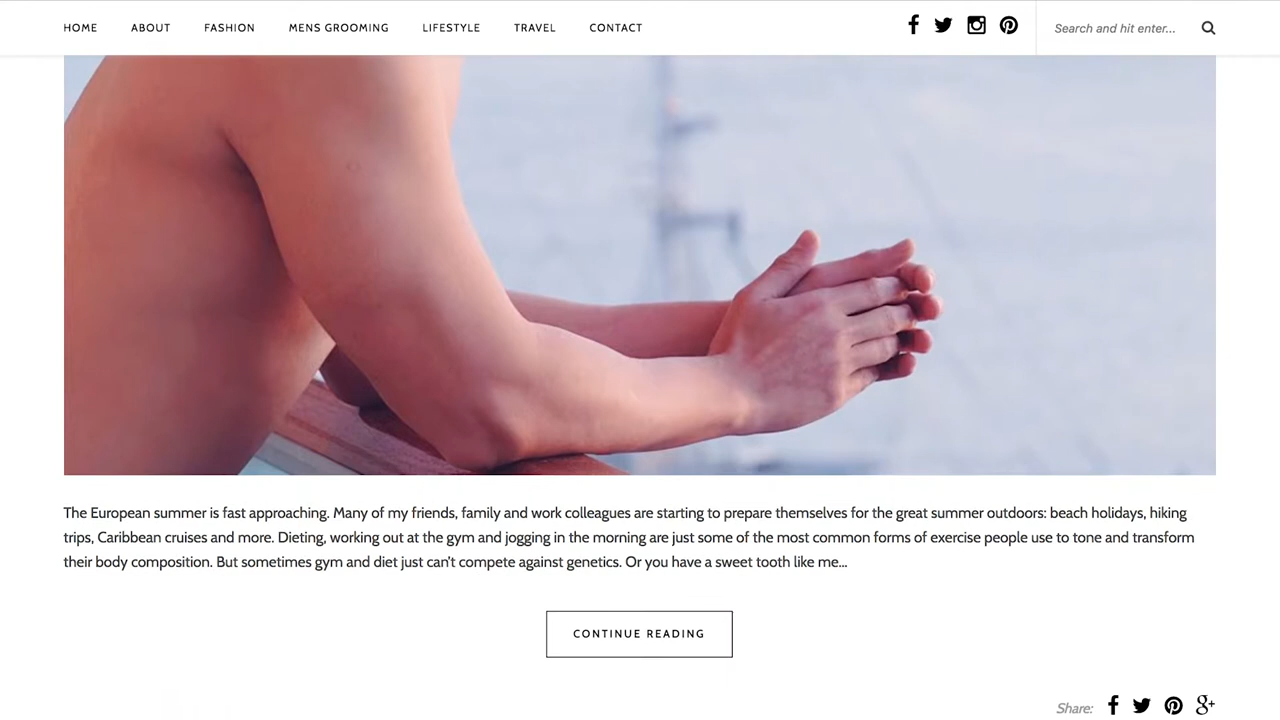 HOME ABOUT FASHION MENS GROOMING LIFESTYLE TRAVEL CONTACT Search and hit enter...
The European summer is fast approaching. Many of my friends, family and work colleagues are starting to prepare themselves for the great summer outdoors: beach holidays, hiking
trips, Caribbean cruises and more. Dieting, working out at the gym and jogging in the morning are just some of the most common forms of exercise people use to tone and transform
their body composition. But sometimes gym and diet just can't compete against genetics. Or you have a sweet tooth like me...
CONTINUE READING
Share: